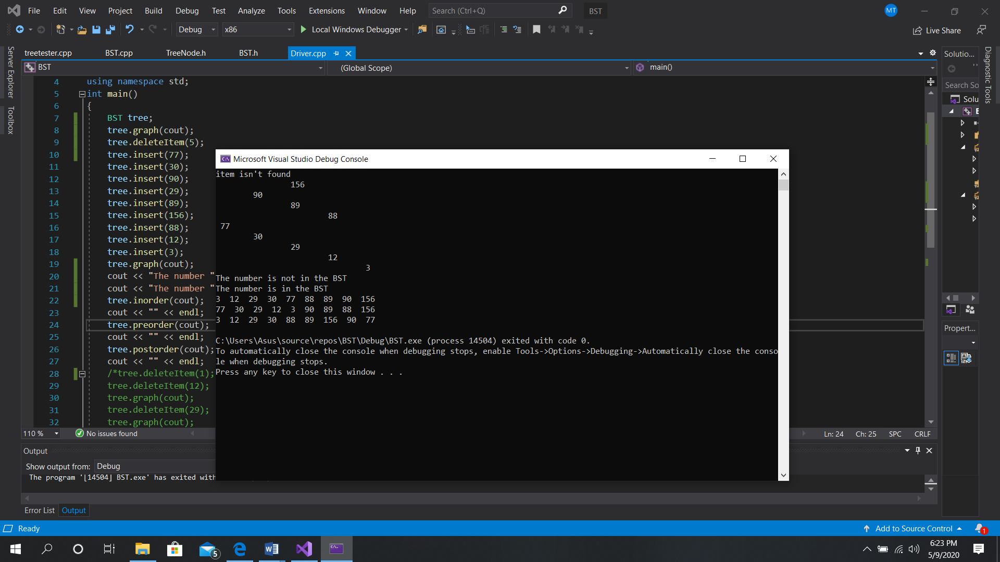 File Edit View Project Build Debug Test Analyze Tools Extensions Window Help Search (Ctrl+Q) BST MT
Debug x86 Local Windows Debugger Live Share
treetester.cpp BST.cpp TreeNode.h BST.h Driver.cpp Solutio...
Server Explorer
Toolbox
Diagnostic Tools
BST (Global Scope) main()
Search So
Solu
4 using namespace std;
5 int main()
6 {
7 BST tree;
8 tree.graph(cout);
9 tree.deleteItem(5);
10 tree.insert(77);
11 tree.insert(30);
12 tree.insert(90);
13 tree.insert(29);
14 tree.insert(89);
15 tree.insert(156);
16 tree.insert(88);
17 tree.insert(12);
18 tree.insert(3);
19 tree.graph(cout);
20 cout << "The number "
21 cout << "The number "
22 tree.inorder(cout);
23 cout << "" << endl;
24 tree.preorder(cout);
25 cout << "" << endl;
26 tree.postorder(cout);
27 cout << "" << endl;
28 /*tree.deleteItem(1);
29 tree.deleteItem(12);
30 tree.graph(cout);
31 tree.deleteItem(29);
32 tree.graph(cout);
Microsoft Visual Studio Debug Console
item isn't found
156
90
89
88
77
30
29
12
3
The number is not in the BST
The number is in the BST
3 12 29 30 77 88 89 90 156
77 30 29 12 3 90 89 88 156
3 12 29 30 88 89 156 90 77
C:\Users\Asus\source\repos\BST\Debug\BST.exe (process 14504) exited with code 0.
To automatically close the console when debugging stops, enable Tools->Options->Debugging->Automatically close the conso
le when debugging stops.
Press any key to close this window . . .
Propert...
110 % No issues found Ln: 24 Ch: 25 SPC CRLF
Output
Show output from: Debug
The program '[14504] BST.exe' has exited with
Error List Output
Ready Add to Source Control 1
5 6:23 PM
5/9/2020